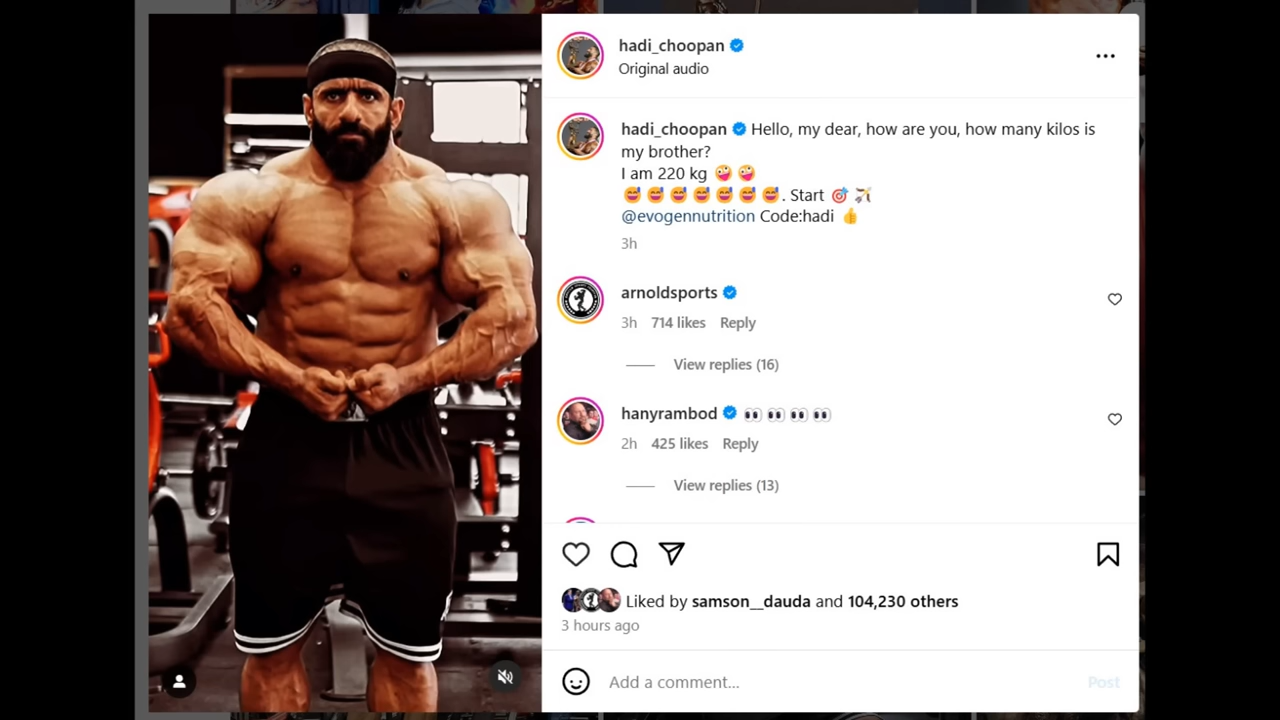 hadi_choopan
Original audio
hadi_choopan Hello, my dear, how are you, how many kilos is
my brother?
I am 220 kg 🤪 🤪
😅 😅 😅 😅 😅 😅 😅. Start 🎯 🏹
@evogennutrition Code:hadi 👍
3h
arnoldsports
3h 714 likes Reply
View replies (16)
hanyrambod 👀 👀 👀 👀
2h 425 likes Reply
View replies (13)
Liked by samson__dauda and 104,230 others
3 hours ago
Add a comment...
Post